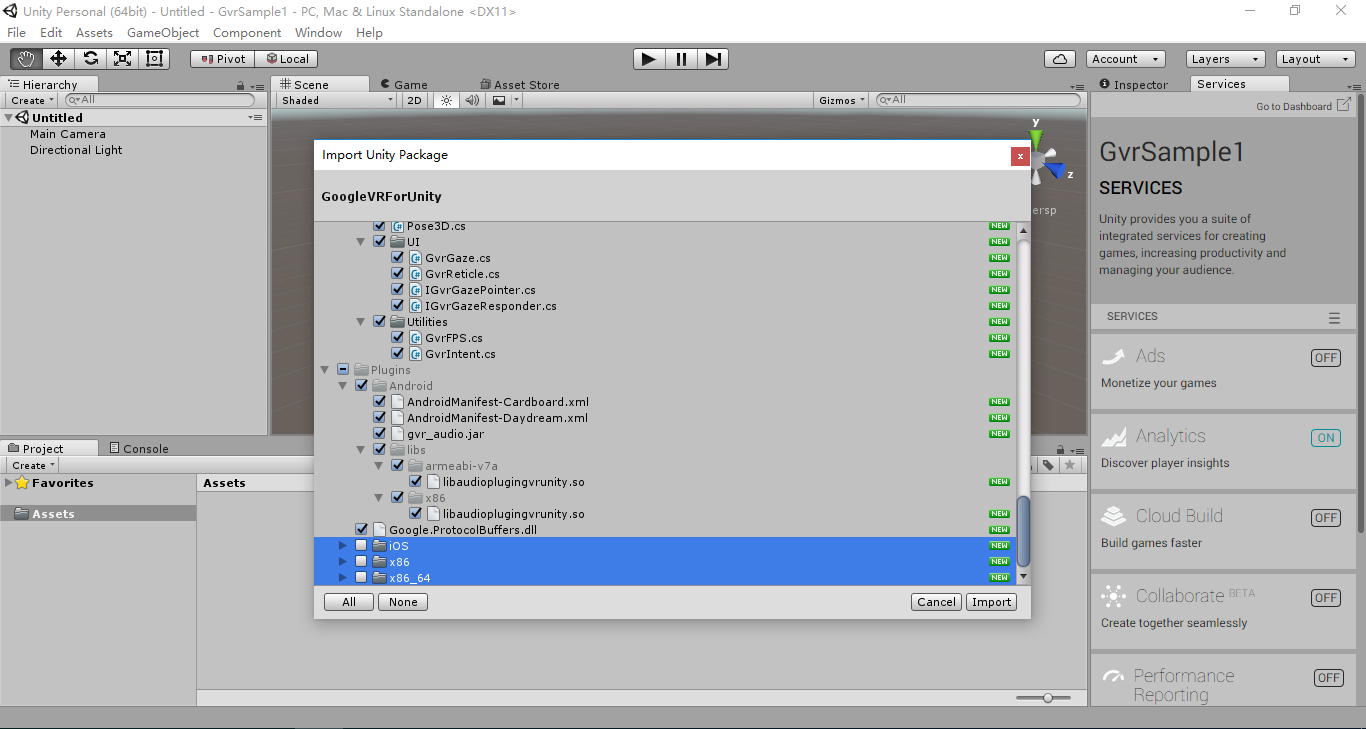 Unity Personal (64bit) - Untitled - GvrSample1 - PC, Mac & Linux Standalone <DX11>
File Edit Assets GameObject Component Window Help
Pivot Local Account Layers Layout
Hierarchy
Create All
Untitled
Main Camera
Directional Light
Scene Game Asset Store
Shaded 2D Gizmos All
y
z
ersp
Import Unity Package
x
GoogleVRForUnity
Pose3D.cs NEW
UI NEW
GvrGaze.cs NEW
GvrReticle.cs NEW
IGvrGazePointer.cs NEW
IGvrGazeResponder.cs NEW
Utilities NEW
GvrFPS.cs NEW
GvrIntent.cs NEW
Plugins
Android
AndroidManifest-Cardboard.xml NEW
AndroidManifest-Daydream.xml NEW
gvr_audio.jar NEW
libs
armeabi-v7a
libaudioplugingvrunity.so NEW
x86
libaudioplugingvrunity.so NEW
Google.ProtocolBuffers.dll NEW
iOS NEW
x86 NEW
x86_64 NEW
All None Cancel Import
Project Console
Create
Favorites
Assets
Assets
Inspector Services
Go to Dashboard
GvrSample1
SERVICES
Unity provides you a suite of
integrated services for creating
games, increasing productivity and
managing your audience.
SERVICES
Ads OFF
Monetize your games
Analytics ON
Discover player insights
Cloud Build OFF
Build games faster
Collaborate BETA OFF
Create together seamlessly
Performance OFF
Reporting